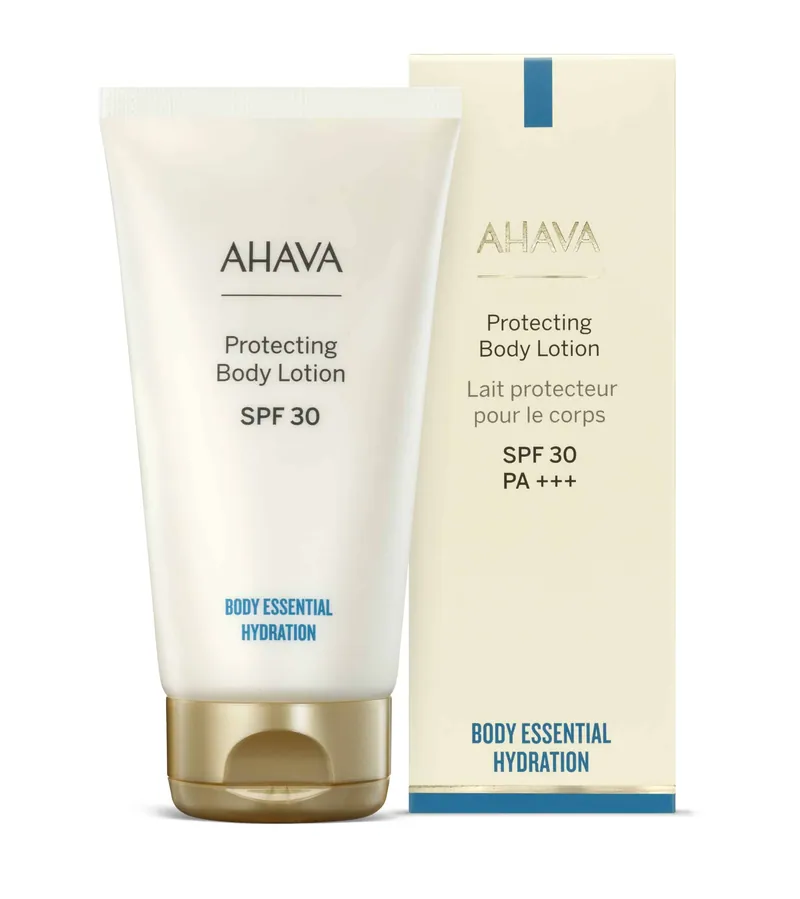 AHAVA
Protecting
Body Lotion
SPF 30
BODY ESSENTIAL
HYDRATION
AHAVA
Protecting
Body Lotion
Lait protecteur
pour le corps
SPF 30
PA +++
BODY ESSENTIAL
HYDRATION